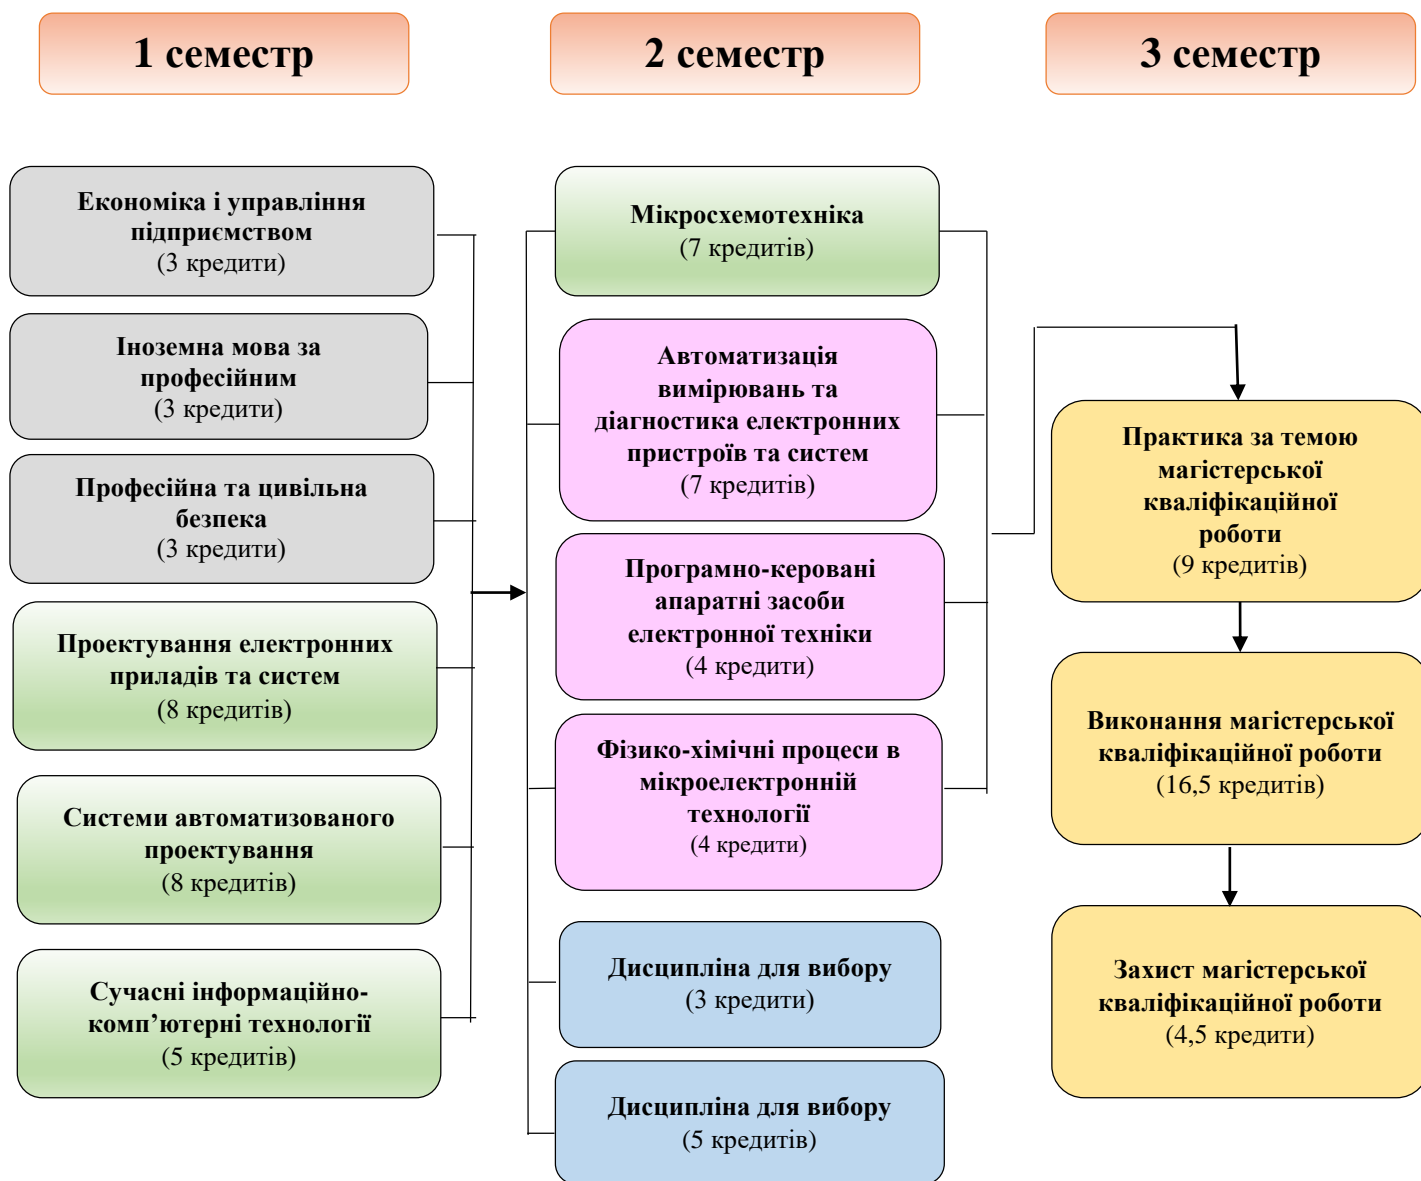 1 семестр
2 семестр
3 семестр
Економіка і управління
підприємством
(3 кредити)
Іноземна мова за
професійним
(3 кредити)
Професійна та цивільна
безпека
(3 кредити)
Проектування електронних
приладів та систем
(8 кредитів)
Системи автоматизованого
проектування
(8 кредитів)
Сучасні інформаційно-
комп’ютерні технології
(5 кредитів)
Мікросхемотехніка
(7 кредитів)
Автоматизація
вимірювань та
діагностика електронних
пристроїв та систем
(7 кредитів)
Програмно-керовані
апаратні засоби
електронної техніки
(4 кредити)
Фізико-хімічні процеси в
мікроелектронній
технології
(4 кредити)
Дисципліна для вибору
(3 кредити)
Дисципліна для вибору
(5 кредитів)
Практика за темою
магістерської
кваліфікаційної
роботи
(9 кредитів)
Виконання магістерської
кваліфікаційної роботи
(16,5 кредитів)
Захист магістерської
кваліфікаційної роботи
(4,5 кредити)